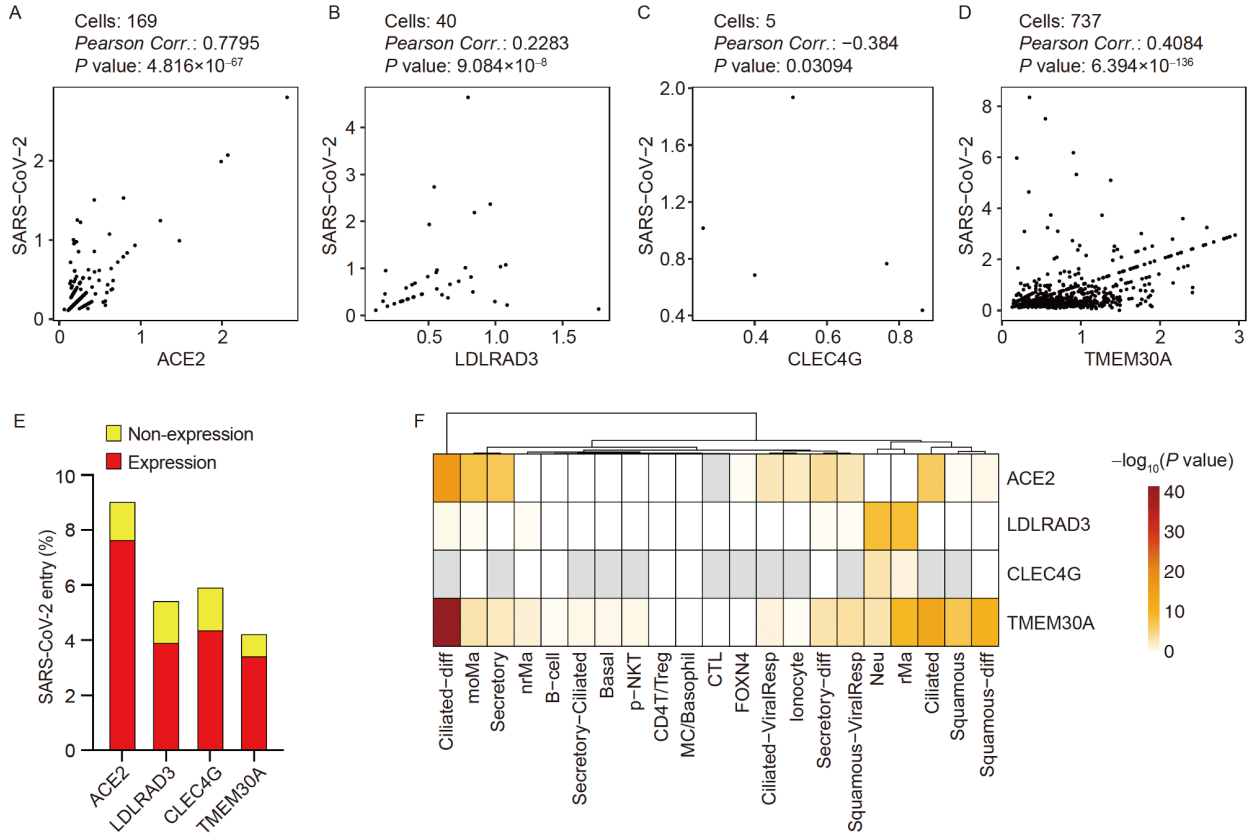 A
Cells: 169
Pearson Corr.: 0.7795
P value: 4.816×10⁻⁶⁷
SARS−CoV−2
2
1
0
0
1
2
ACE2
B
Cells: 40
Pearson Corr.: 0.2283
P value: 9.084×10⁻⁸
SARS−CoV−2
4
3
2
1
0
0.5
1.0
1.5
LDLRAD3
C
Cells: 5
Pearson Corr.: −0.384
P value: 0.03094
SARS−CoV−2
2.0
1.6
1.2
0.8
0.4
0.4
0.6
0.8
CLEC4G
D
Cells: 737
Pearson Corr.: 0.4084
P value: 6.394×10⁻¹³⁶
SARS−CoV−2
8
6
4
2
0
0
1
2
3
TMEM30A
E
Non-expression
Expression
SARS-CoV-2 entry (%)
10
8
6
4
2
0
ACE2
LDLRAD3
CLEC4G
TMEM30A
F
ACE2
LDLRAD3
CLEC4G
TMEM30A
Ciliated−diff
moMa
Secretory
nrMa
B−cell
Secretory−Ciliated
Basal
p−NKT
CD4T/Treg
MC/Basophil
CTL
FOXN4
Ciliated−ViralResp
Ionocyte
Secretory−diff
Squamous−ViralResp
Neu
rMa
Ciliated
Squamous
Squamous−diff
−log₁₀(P value)
40
30
20
10
0